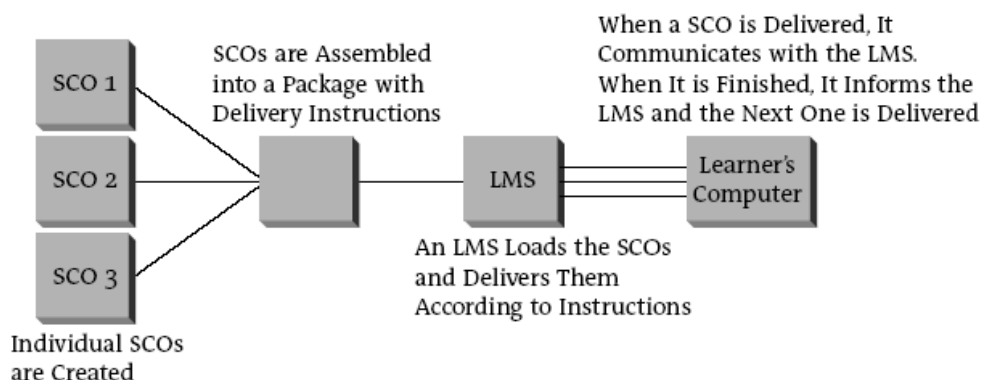 SCO 1
SCO 2
SCO 3
Individual SCOs
are Created
SCOs are Assembled
into a Package with
Delivery Instructions
LMS
An LMS Loads the SCOs
and Delivers Them
According to Instructions
When a SCO is Delivered, It
Communicates with the LMS.
When It is Finished, It Informs the
LMS and the Next One is Delivered
Learner's
Computer